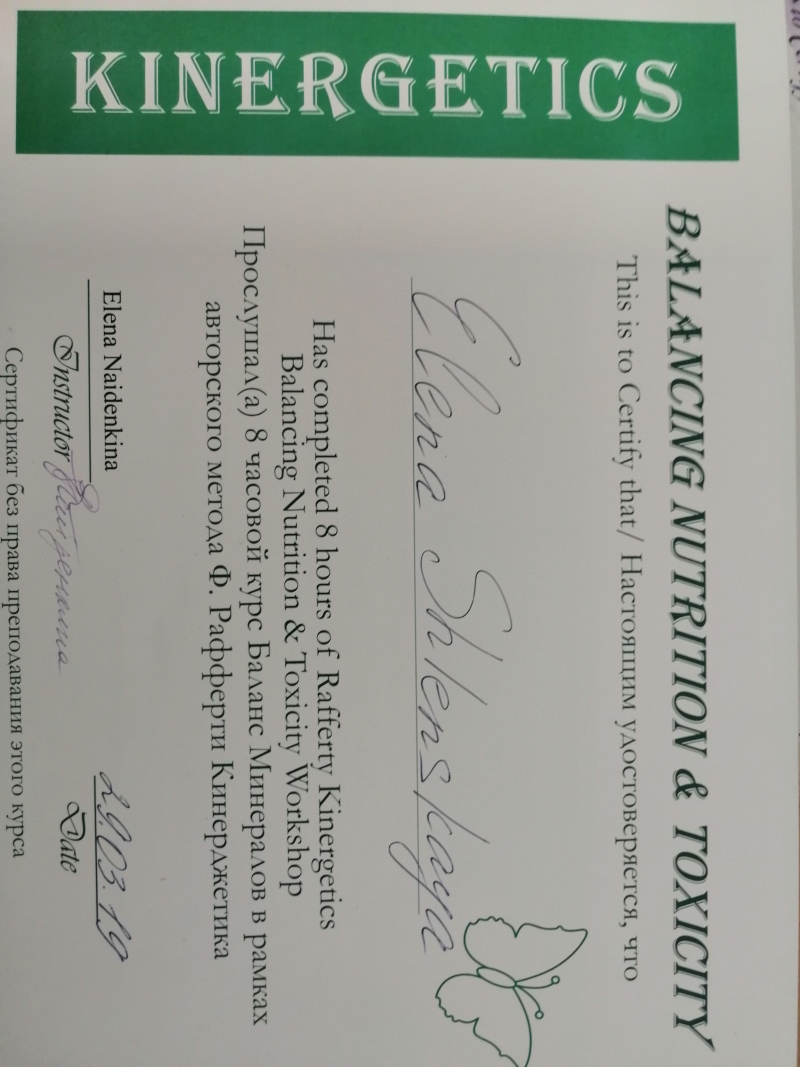 KINERGETICS
BALANCING NUTRITION & TOXICITY
This is to Certify that/ Настоящим удостоверяется, что
Elena Shlenskaya
Has completed 8 hours of Rafferty Kinergetics
Balancing Nutrition & Toxicity Workshop
Прослушал(а) 8 часовой курс Баланс Минералов в рамках
авторского метода Ф. Рафферти Кинерджетика
Elena Naidenkina
29.03.19
Instructor
Date
Сертификат без права преподавания этого курса